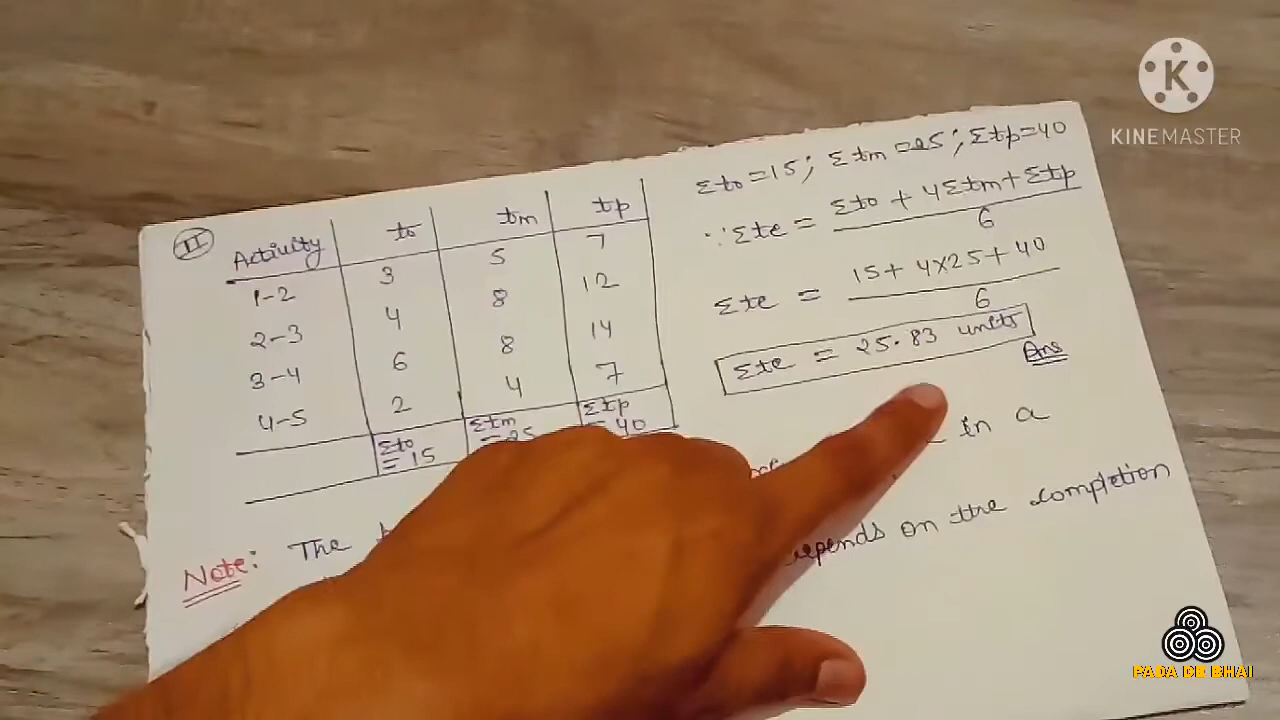 KINEMASTER
II
Activity to tm tp
1-2 3 5 7
2-3 4 8 12
3-4 6 8 14
4-5 2 4 7
Σto = 15 Σtm = 25 Σtp = 40
Σto = 15; Σtm = 25; Σtp = 40
∵ Σte = Σto + 4Σtm + Σtp
6
Σte = 15 + 4×25 + 40
6
Σte = 25.83 units
Ans
Note: The
in a
depends on the completion
PADA DE BHAI